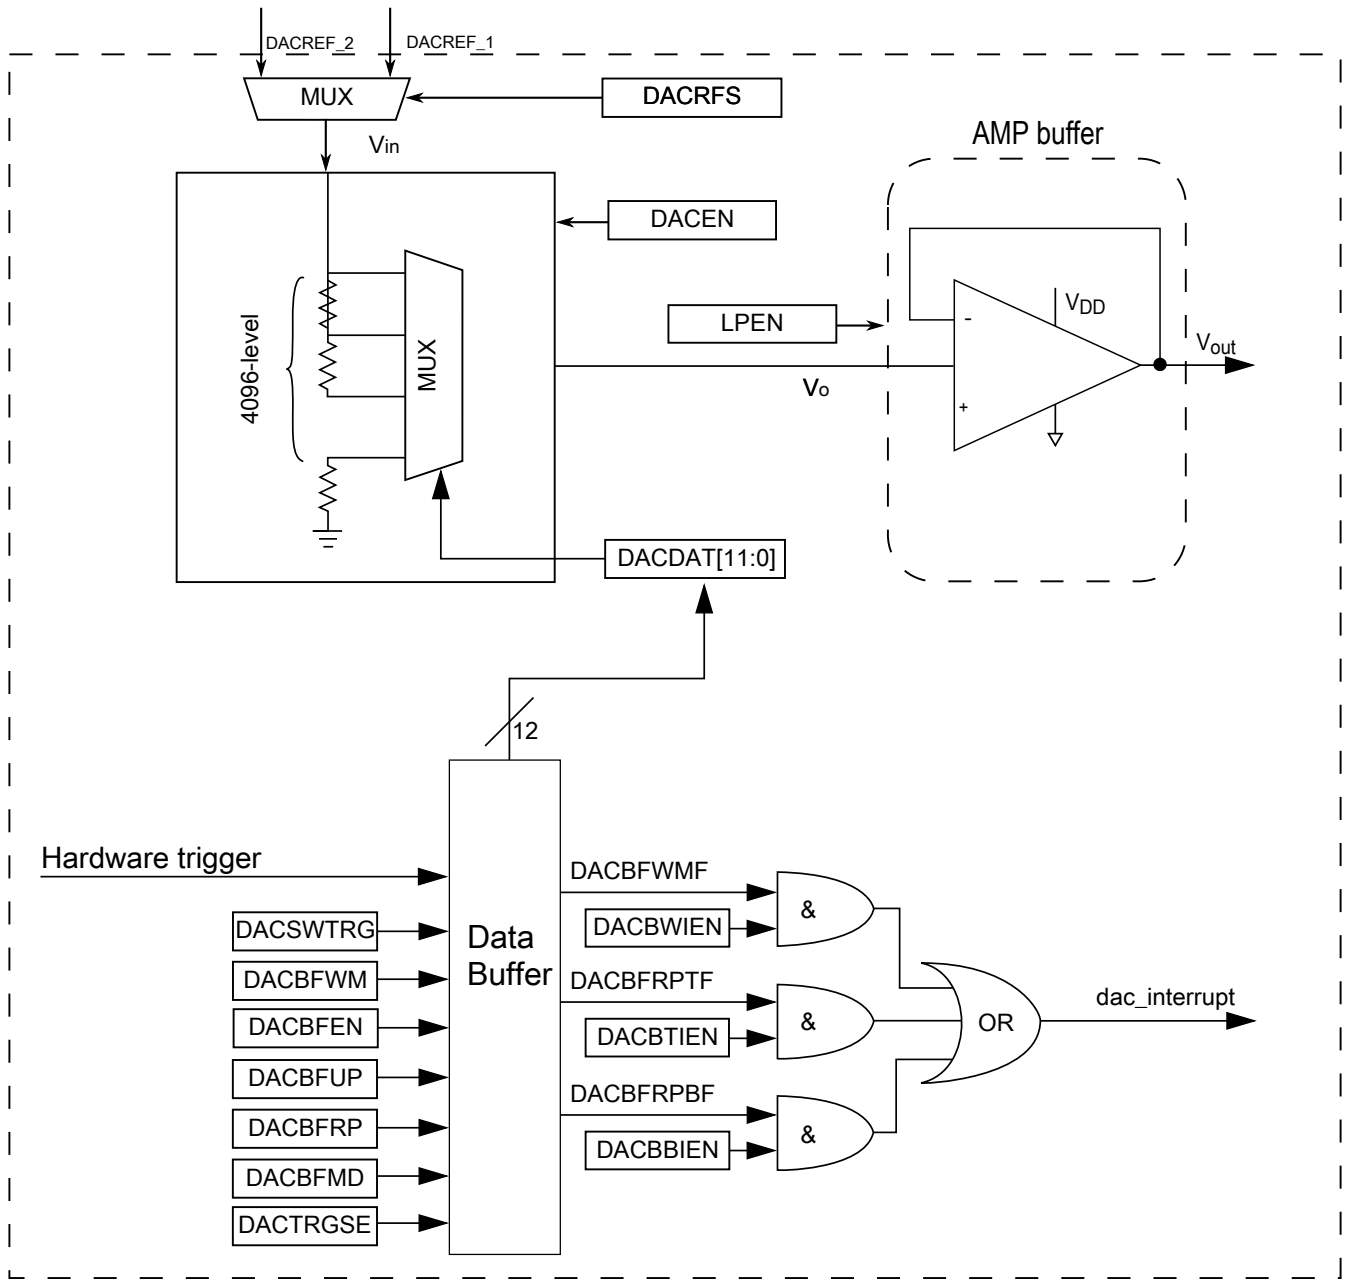 DACREF_2
DACREF_1
MUX
DACRFS
Vin
AMP buffer
DACEN
4096-level
MUX
LPEN
-
VDD
Vout
Vo
+
DACDAT[11:0]
12
Hardware trigger
DACSWTRG
DACBFWM
DACBFEN
DACBFUP
DACBFRP
DACBFMD
DACTRGSE
Data
Buffer
DACBFWMF
&
DACBWIEN
DACBFRPTF
&
DACBTIEN
DACBFRPBF
&
DACBBIEN
OR
dac_interrupt